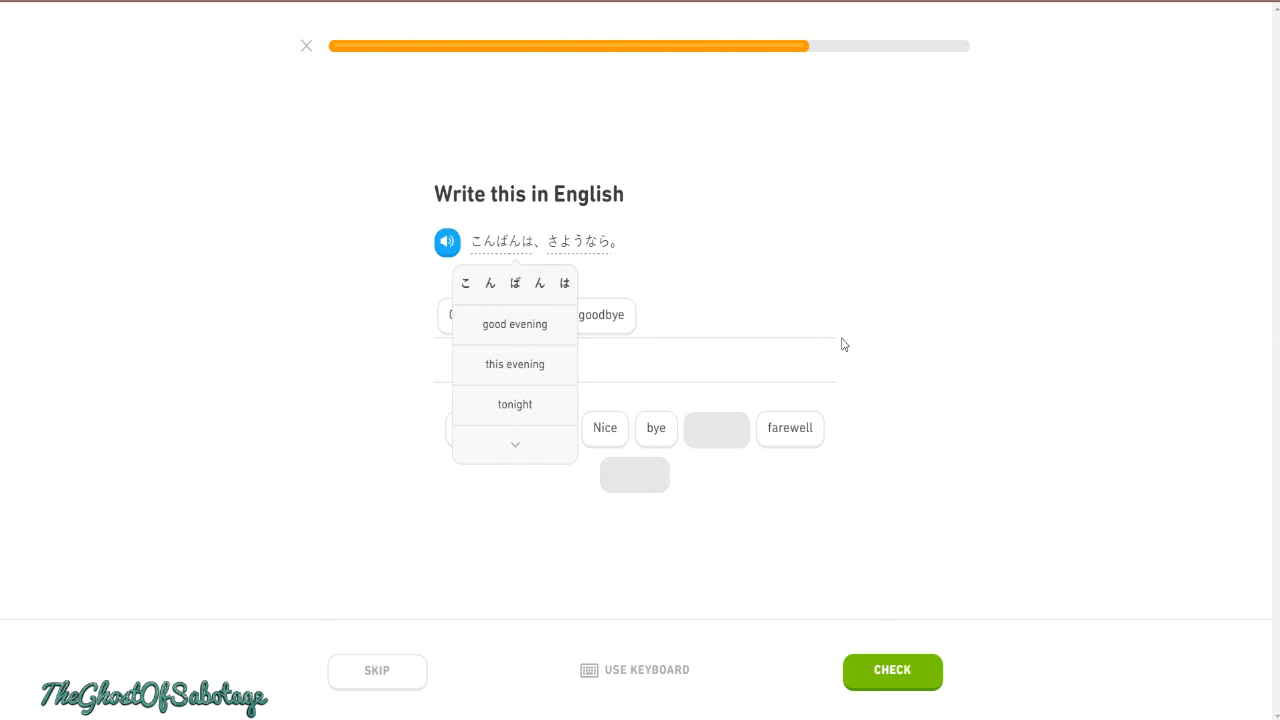 Write this in English
こんばんは、さようなら。
こんばんは
good evening
goodbye
this evening
tonight
Nice
bye
farewell
SKIP
USE KEYBOARD
CHECK
TheGhostOfSabotage